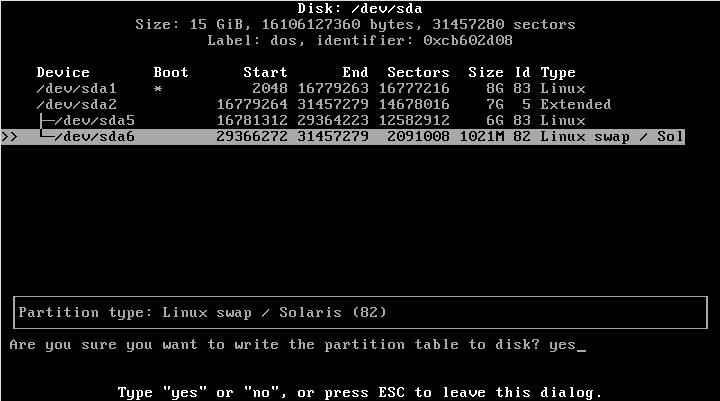 Disk: /dev/sda
Size: 15 GiB, 16106127360 bytes, 31457280 sectors
Label: dos, identifier: 0xcb602d08
Device Boot Start End Sectors Size Id Type
/dev/sda1 * 2048 16779263 16777216 8G 83 Linux
/dev/sda2 16779264 31457279 14678016 7G 5 Extended
├─/dev/sda5 16781312 29364223 12582912 6G 83 Linux
>> └─/dev/sda6 29366272 31457279 2091008 1021M 82 Linux swap / Sol
Partition type: Linux swap / Solaris (82)
Are you sure you want to write the partition table to disk? yes_
Type "yes" or "no", or press ESC to leave this dialog.